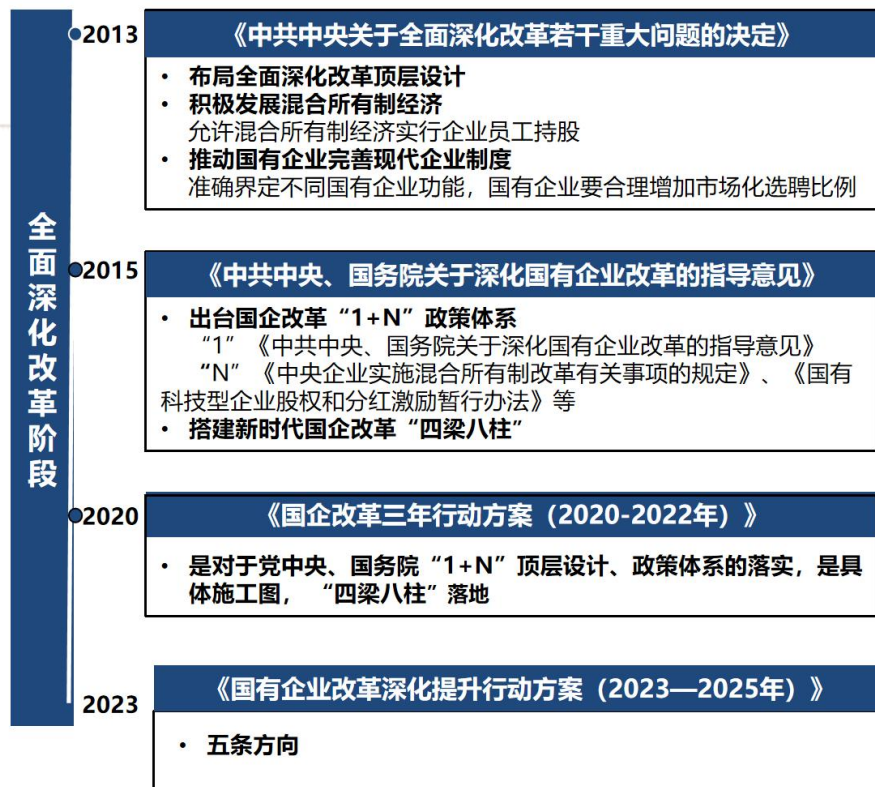 全面深化改革阶段
2013
《中共中央关于全面深化改革若干重大问题的决定》
• 布局全面深化改革顶层设计
• 积极发展混合所有制经济
允许混合所有制经济实行企业员工持股
• 推动国有企业完善现代企业制度
准确界定不同国有企业功能，国有企业要合理增加市场化选聘比例
2015
《中共中央、国务院关于深化国有企业改革的指导意见》
• 出台国企改革“1+N”政策体系
“1”《中共中央、国务院关于深化国有企业改革的指导意见》
“N”《中央企业实施混合所有制改革有关事项的规定》、《国有
科技型企业股权和分红激励暂行办法》等
• 搭建新时代国企改革“四梁八柱”
2020
《国企改革三年行动方案（2020-2022年）》
• 是对于党中央、国务院“1+N”顶层设计、政策体系的落实，是具
体施工图， “四梁八柱”落地
2023
《国有企业改革深化提升行动方案（2023—2025年）》
• 五条方向